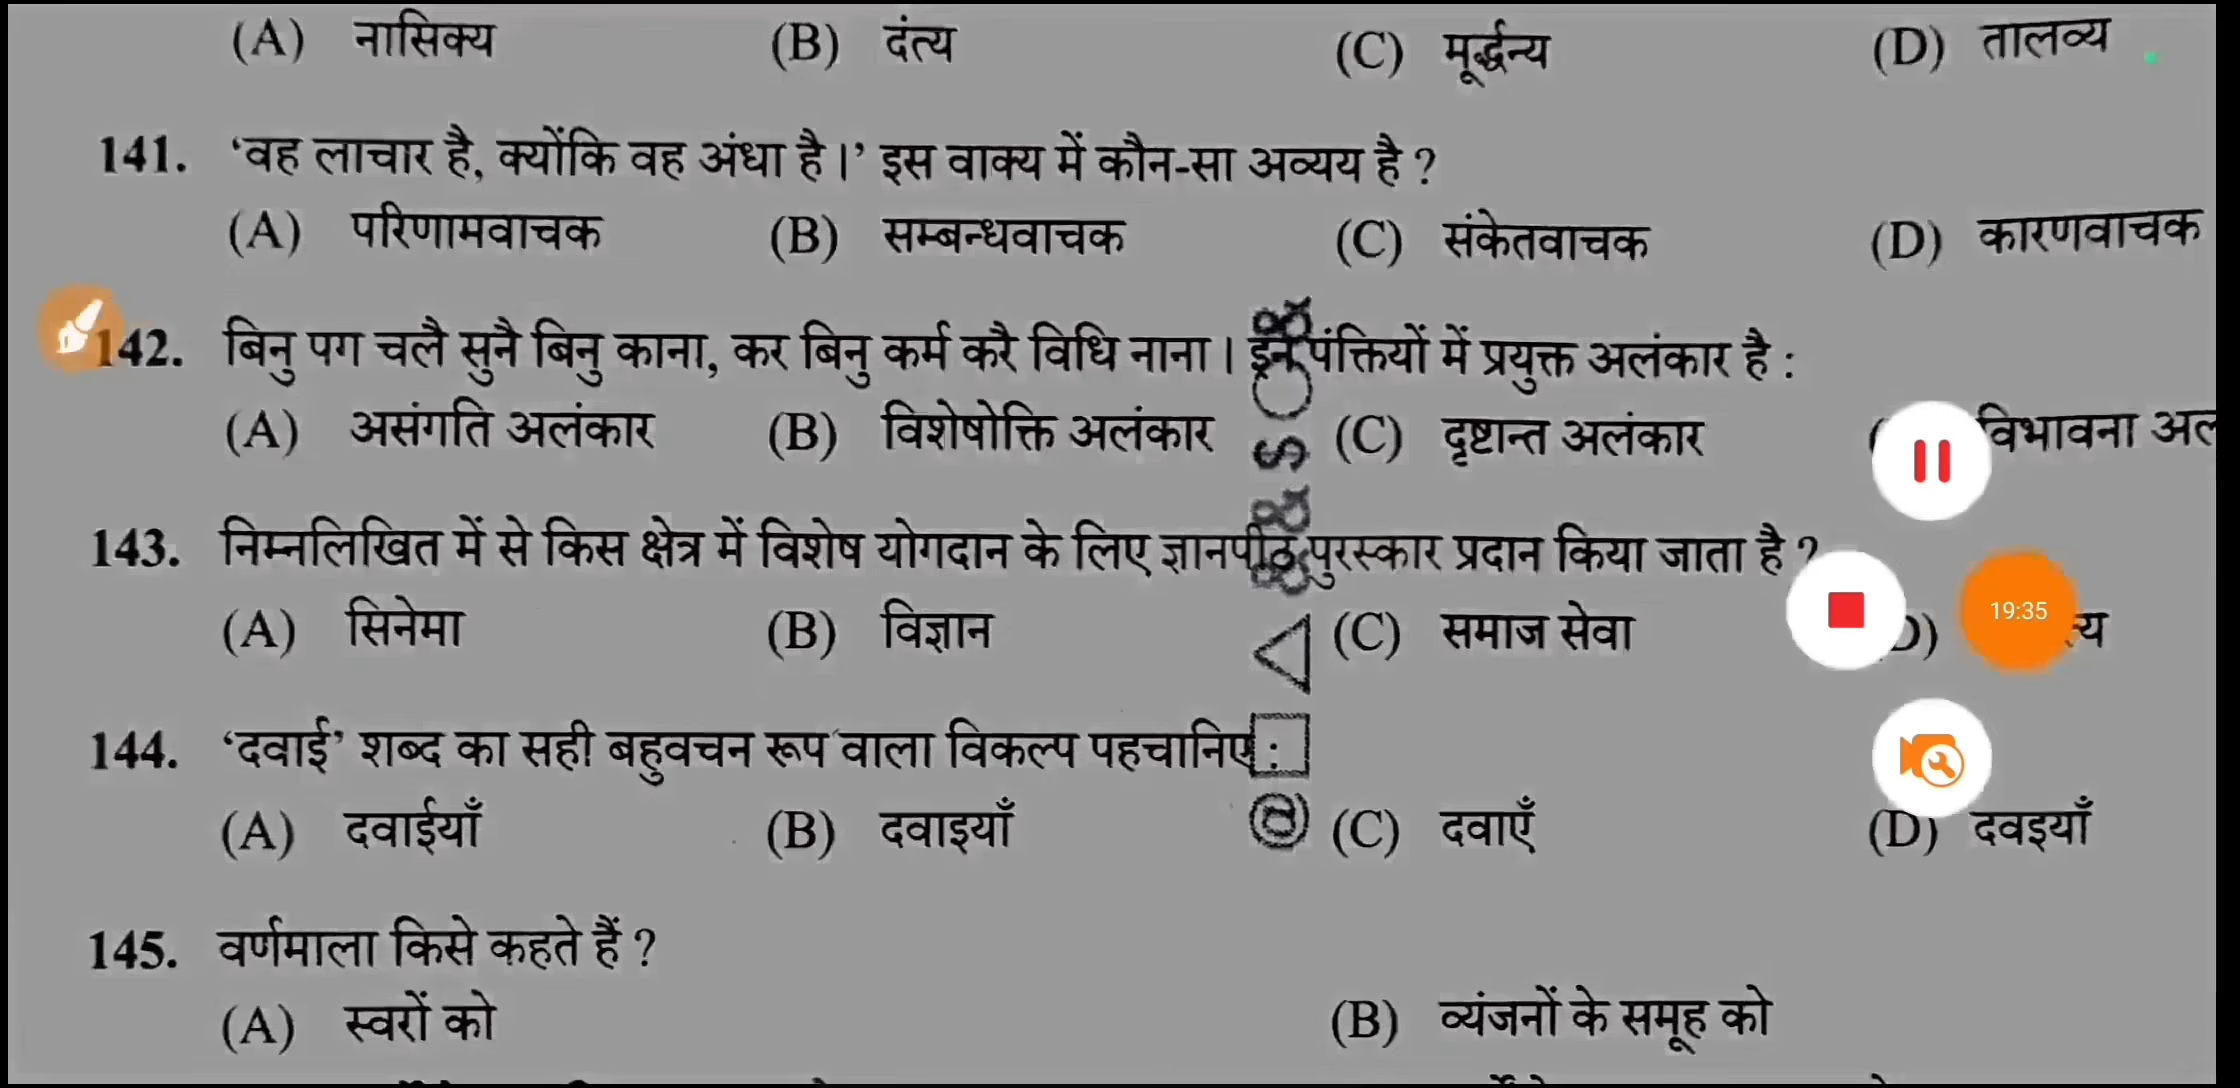 (A) नासिक्य (B) दंत्य (C) मूर्द्धन्य (D) तालव्य
141. ‘वह लाचार है, क्योंकि वह अंधा है।’ इस वाक्य में कौन-सा अव्यय है ?
(A) परिणामवाचक (B) सम्बन्धवाचक (C) संकेतवाचक (D) कारणवाचक
142. बिनु पग चलै सुनै बिनु काना, कर बिनु कर्म करै विधि नाना। इन पंक्तियों में प्रयुक्त अलंकार है :
(A) असंगति अलंकार (B) विशेषोक्ति अलंकार (C) दृष्टान्त अलंकार विभावना
143. निम्नलिखित में से किस क्षेत्र में विशेष योगदान के लिए ज्ञानपीठ पुरस्कार प्रदान किया जाता है ?
(A) सिनेमा (B) विज्ञान (C) समाज सेवा 19:35
144. ‘दवाई’ शब्द का सही बहुवचन रूप वाला विकल्प पहचानिए :
(A) दवाईयाँ (B) दवाइयाँ (C) दवाएँ (D) दवइयाँ
145. वर्णमाला किसे कहते हैं ?
(A) स्वरों को (B) व्यंजनों के समूह को